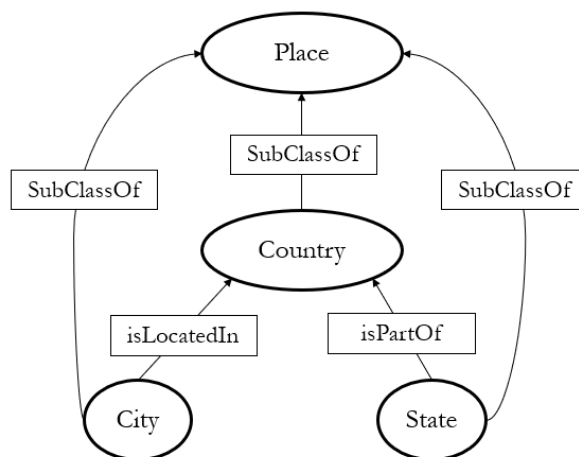 Place
SubClassOf
SubClassOf
SubClassOf
Country
isLocatedIn
isPartOf
City
State